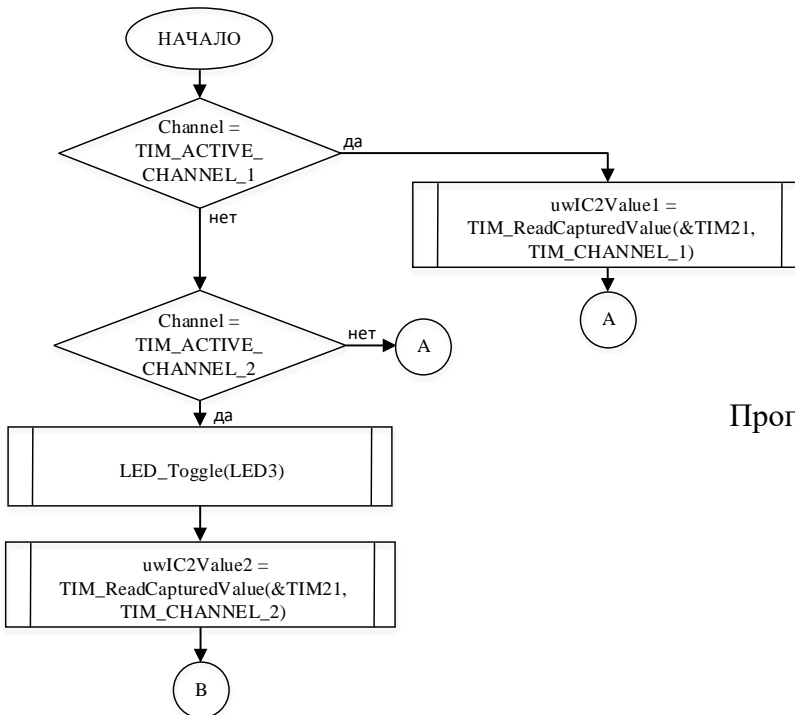 НАЧАЛО
Channel =
TIM_ACTIVE_
CHANNEL_1
да
нет
uwIC2Value1 =
TIM_ReadCapturedValue(&TIM21,
TIM_CHANNEL_1)
A
Channel =
TIM_ACTIVE_
CHANNEL_2
нет
A
да
LED_Toggle(LED3)
uwIC2Value2 =
TIM_ReadCapturedValue(&TIM21,
TIM_CHANNEL_2)
B